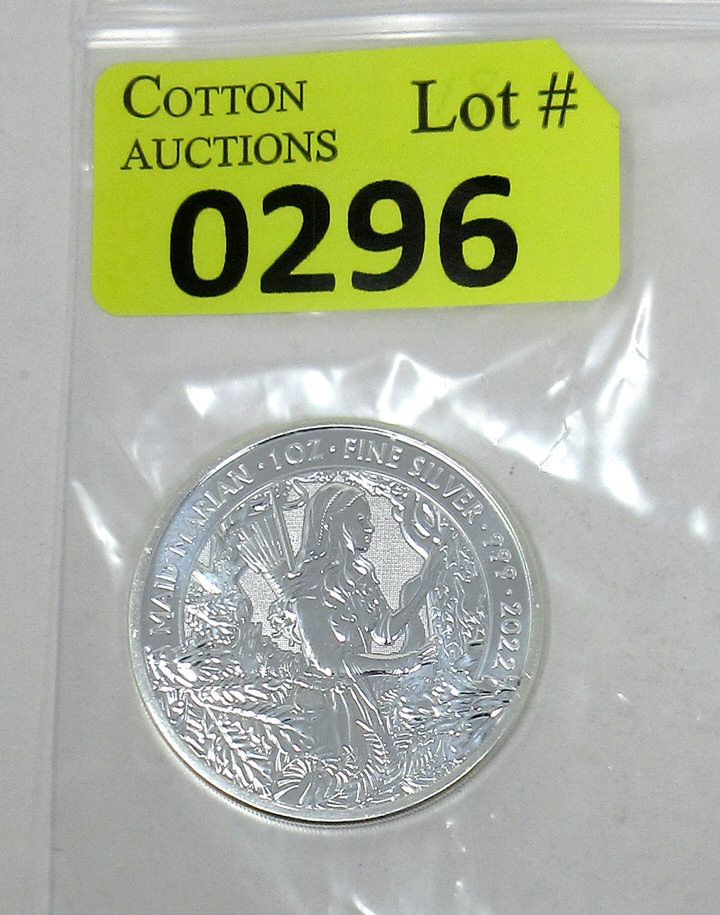 COTTON
AUCTIONS
Lot #
0296
MAID MARIAN · 1OZ · FINE SILVER · 999 · 2022